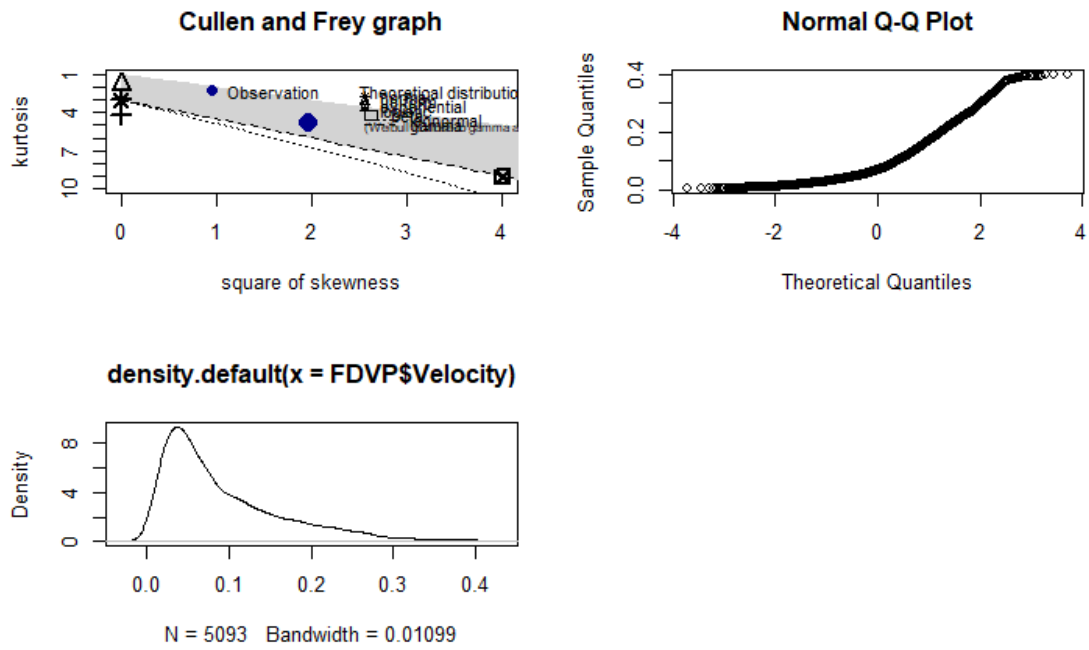 Cullen and Frey graph
kurtosis
1
4
7
10
Observation
Theoretical distributio
0 1 2 3 4
square of skewness
Normal Q-Q Plot
Sample Quantiles
0.4
0.2
0.0
-4 -2 0 2 4
Theoretical Quantiles
density.default(x = FDVP$Velocity)
Density
8
4
0
0.0 0.1 0.2 0.3 0.4
N = 5093 Bandwidth = 0.01099